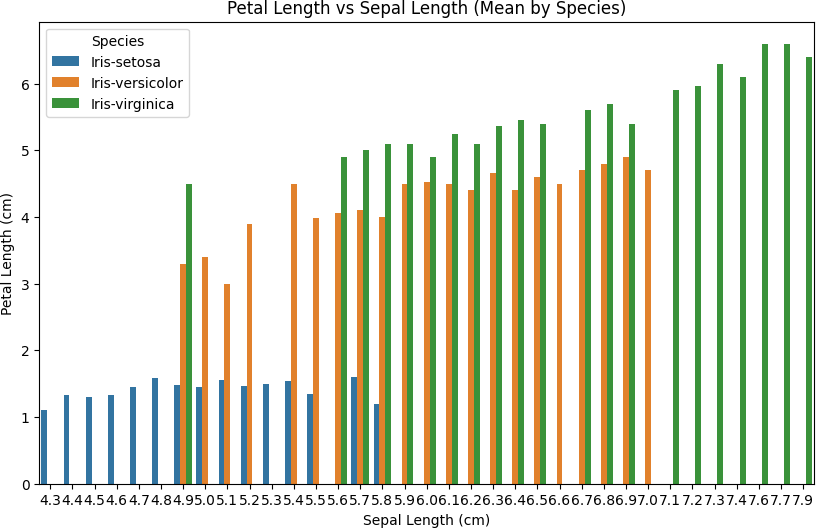 Petal Length vs Sepal Length (Mean by Species)
Species
Iris-setosa
Iris-versicolor
Iris-virginica
6
5
4
3
2
1
0
Petal Length (cm)
4.3 4.4 4.5 4.6 4.7 4.8 4.9 5.0 5.1 5.2 5.3 5.4 5.5 5.6 5.7 5.8 5.9 6.0 6.1 6.2 6.3 6.4 6.5 6.6 6.7 6.8 6.9 7.0 7.1 7.2 7.3 7.4 7.6 7.7 7.9
Sepal Length (cm)